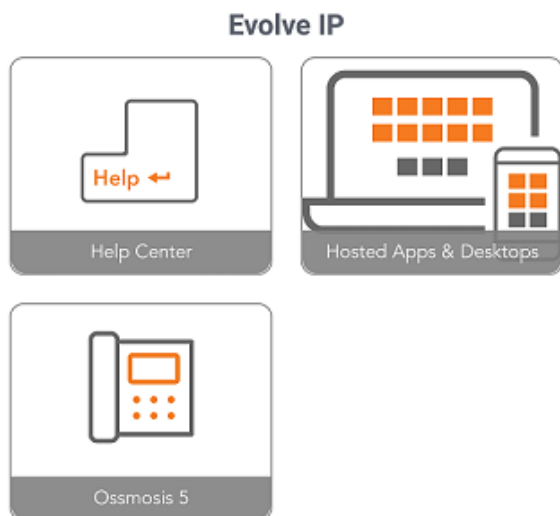 Evolve IP
Help
Help Center
Hosted Apps & Desktops
Ossmosis 5